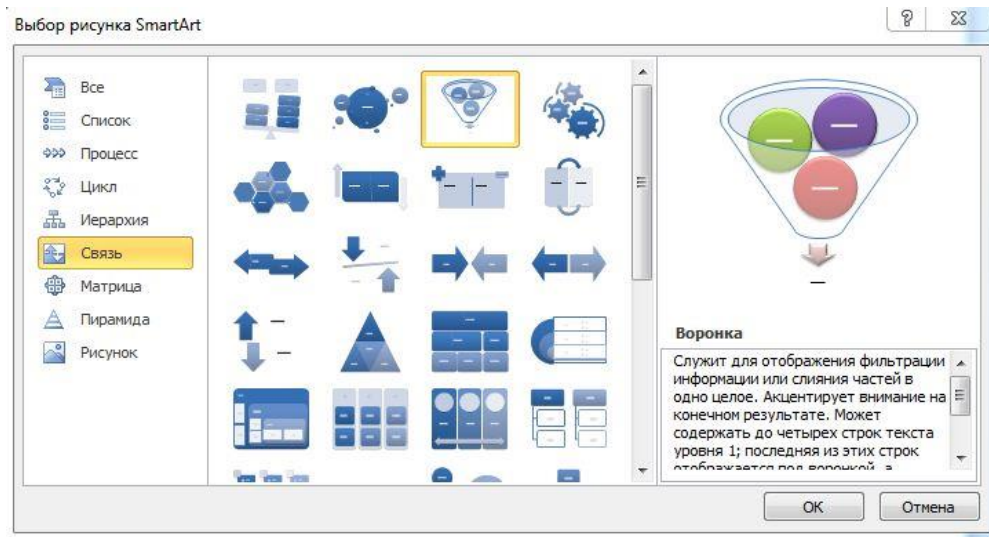 Выбор рисунка SmartArt
Все
Список
Процесс
Цикл
Иерархия
Связь
Матрица
Пирамида
Рисунок
Воронка
Служит для отображения фильтрации
информации или слияния частей в
одно целое. Акцентирует внимание на
конечном результате. Может
содержать до четырех строк текста
уровня 1; последняя из этих строк
отображается под воронкой, а
ОК
Отмена